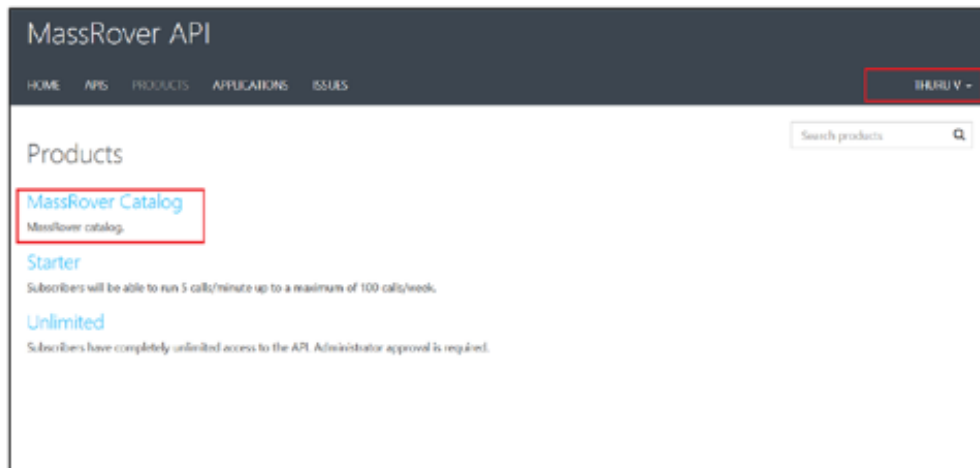 MassRover API
HOME APIS PRODUCTS APPLICATIONS ISSUES THURU V
Search products
Products
MassRover Catalog
MassRover catalog.
Starter
Subscribers will be able to run 5 calls/minute up to a maximum of 100 calls/week.
Unlimited
Subscribers have completely unlimited access to the API. Administrator approval is required.